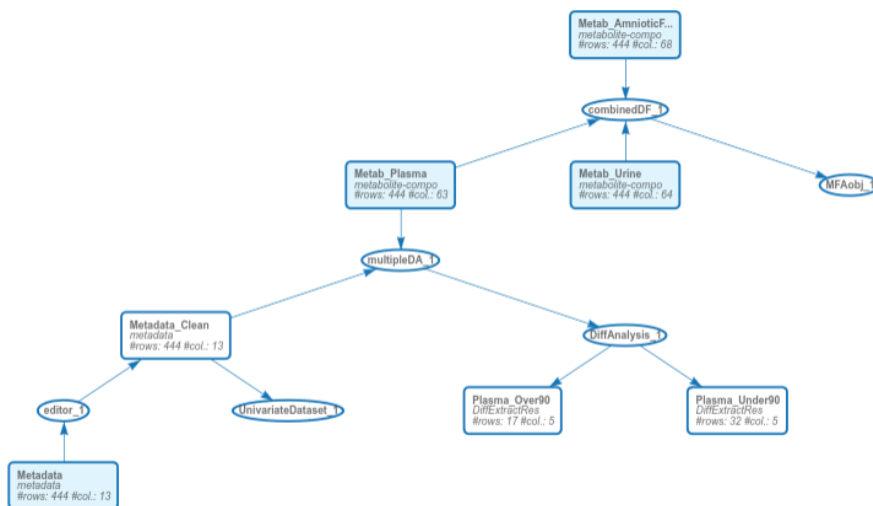 Metab_AmnioticF...
metabolite-compo
#rows: 444 #col.: 68
combinedDF_1
Metab_Plasma
metabolite-compo
#rows: 444 #col.: 63
Metab_Urine
metabolite-compo
#rows: 444 #col.: 64
MFAobj_1
multipleDA_1
Metadata_Clean
metadata
#rows: 444 #col.: 13
DiffAnalysis_1
editor_1
UnivariateDataset_1
Plasma_Over90
DiffExtractRes
#rows: 17 #col.: 5
Plasma_Under90
DiffExtractRes
#rows: 32 #col.: 5
Metadata
metadata
#rows: 444 #col.: 13